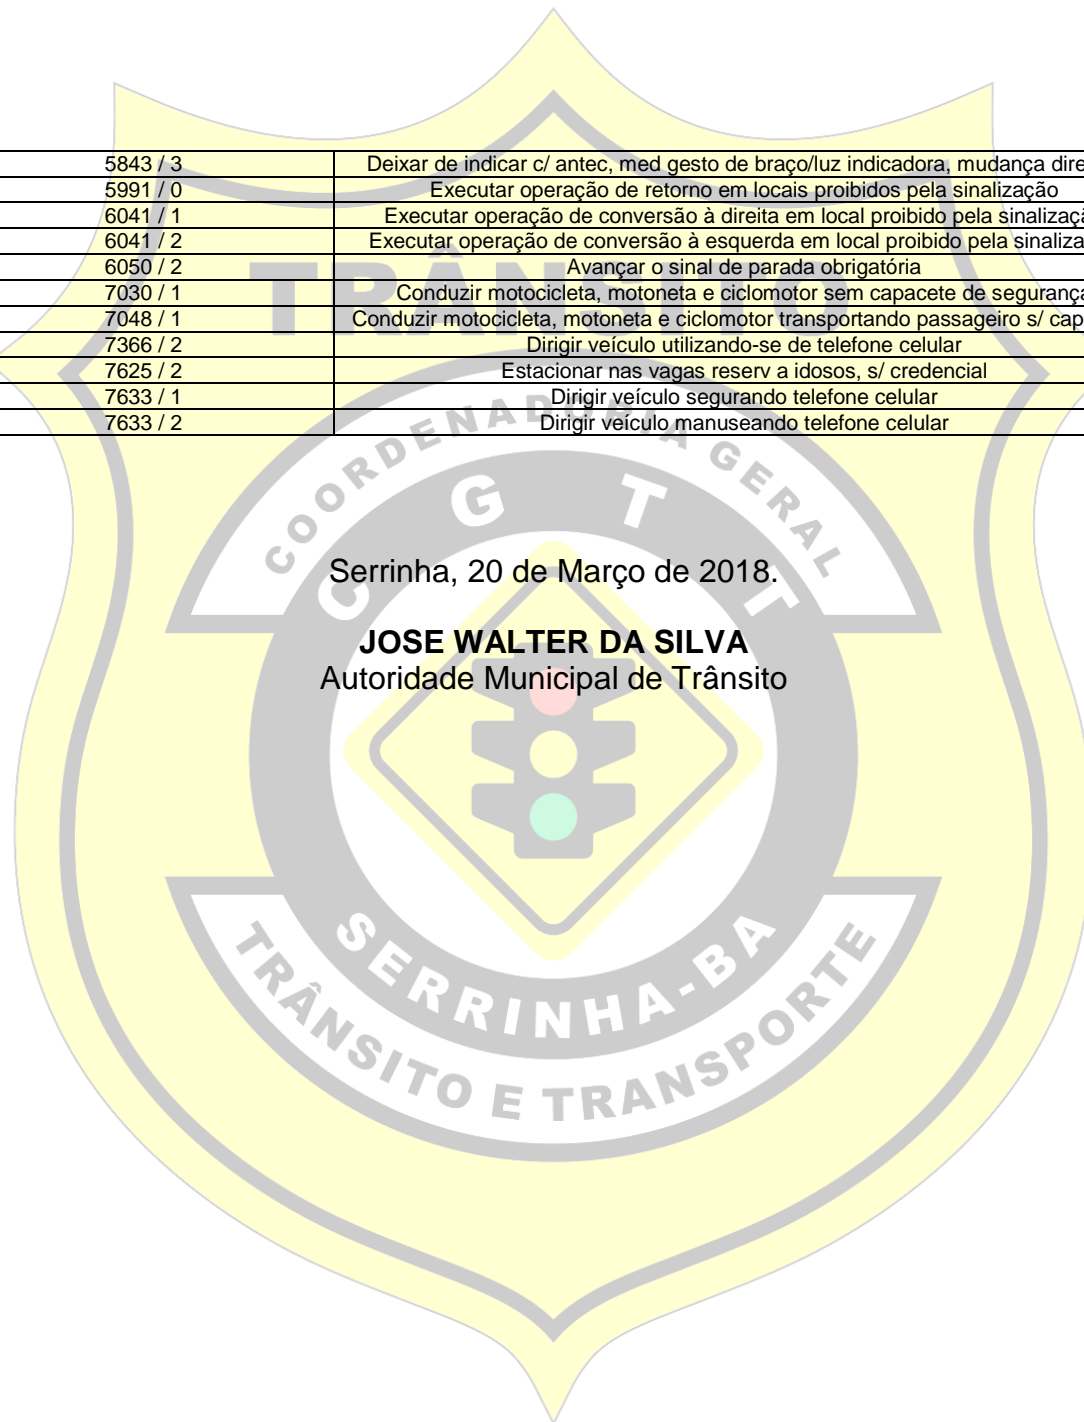 5843 / 3 Deixar de indicar c/ antec, med gesto de braço/luz indicadora, mudança
5991 / 0 Executar operação de retorno em locais proibidos pela sinalização
6041 / 1 Executar operação de conversão à direita em local proibido pela
6041 / 2 Executar operação de conversão à esquerda em local proibido pela
6050 / 2 Avançar o sinal de parada obrigatória
7030 / 1 Conduzir motocicleta, motoneta e ciclomotor sem capacete de segurança
7048 / 1 Conduzir motocicleta, motoneta e ciclomotor transportando passageiro s/
7366 / 2 Dirigir veículo utilizando-se de telefone celular
7625 / 2 Estacionar nas vagas reserv a idosos, s/ credencial
7633 / 1 Dirigir veículo segurando telefone celular
7633 / 2 Dirigir veículo manuseando telefone celular
TRÂNSITO
COORDENADORIA GERAL
CGTT
Serrinha, 20 de Março de 2018.
JOSE WALTER DA SILVA
Autoridade Municipal de Trânsito
SERRINHA-BA
TRÂNSITO E TRANSPORTE